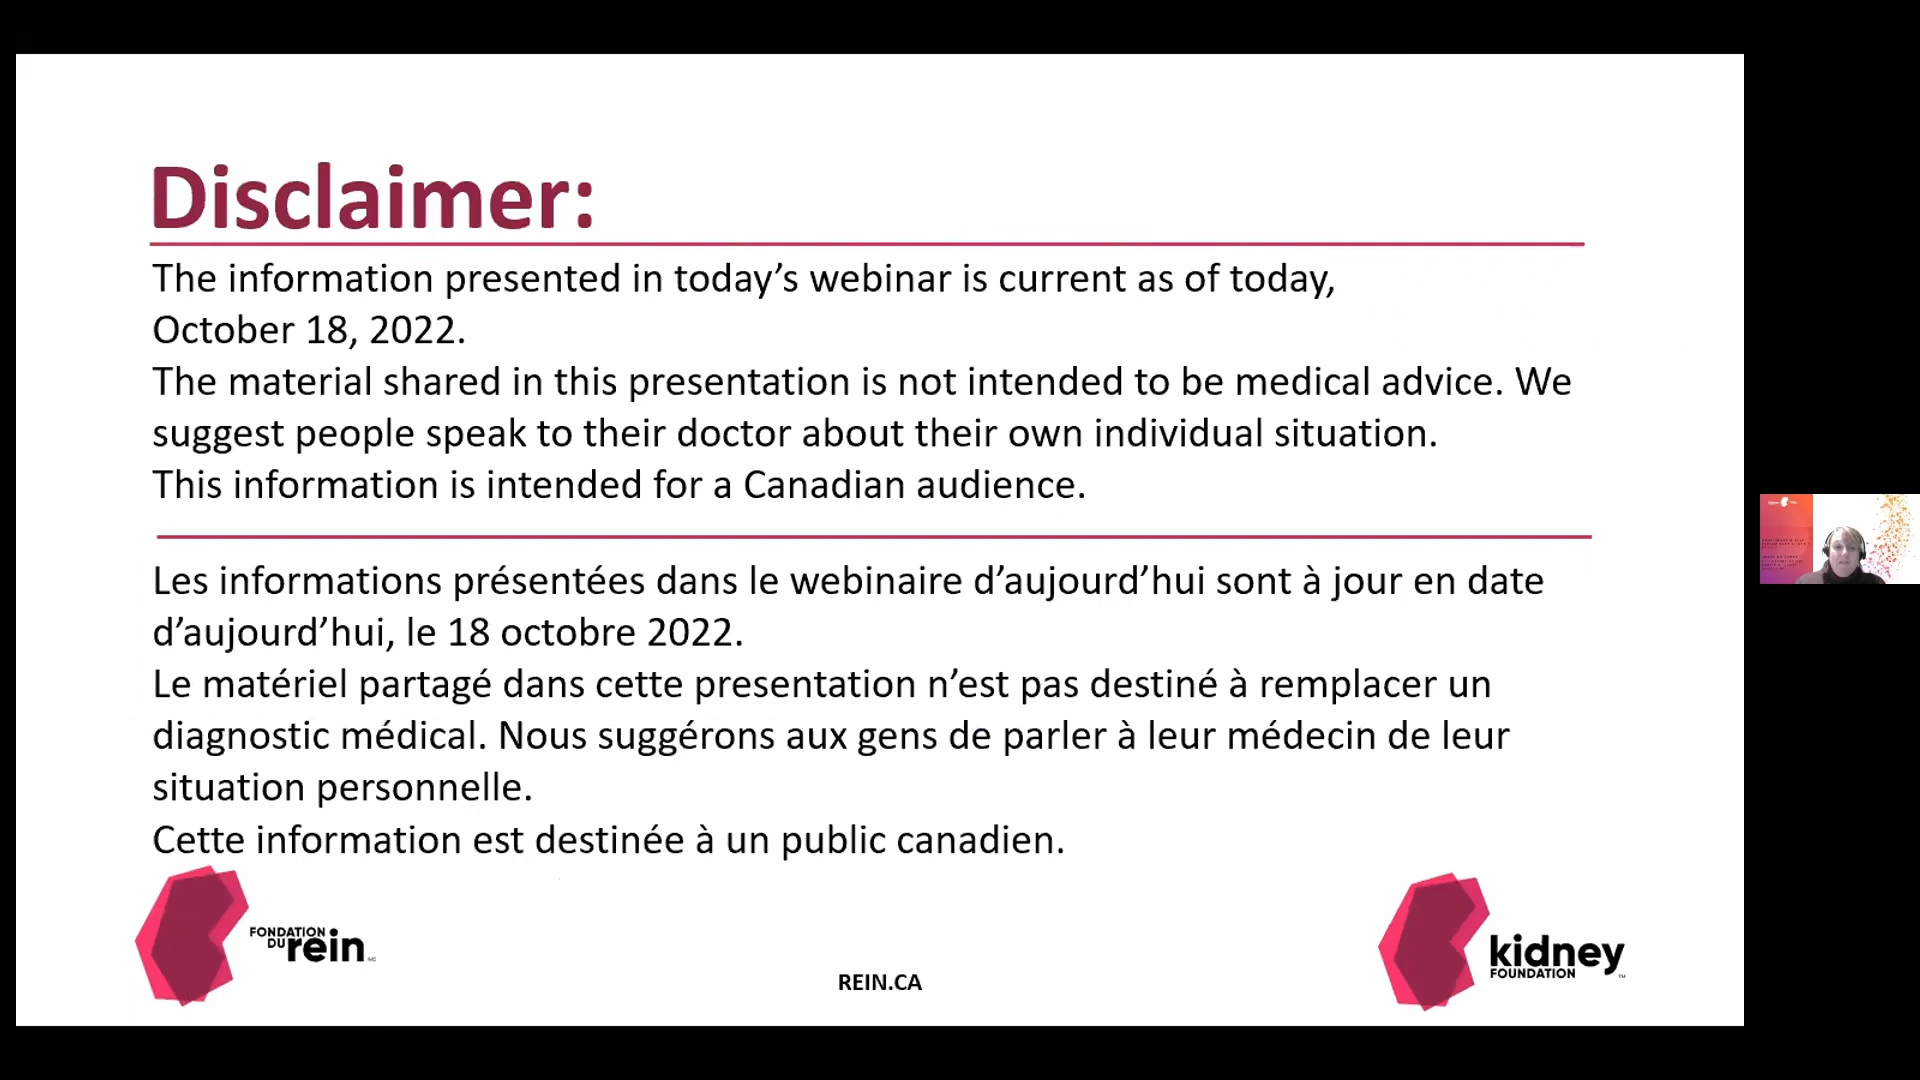 Disclaimer:
The information presented in today’s webinar is current as of today,
October 18, 2022.
The material shared in this presentation is not intended to be medical advice. We
suggest people speak to their doctor about their own individual situation.
This information is intended for a Canadian audience.
Les informations présentées dans le webinaire d’aujourd’hui sont à jour en date
d’aujourd’hui, le 18 octobre 2022.
Le matériel partagé dans cette presentation n’est pas destiné à remplacer un
diagnostic médical. Nous suggérons aux gens de parler à leur médecin de leur
situation personnelle.
Cette information est destinée à un public canadien.
FONDATION
DU rein
REIN.CA
kidney
FOUNDATION